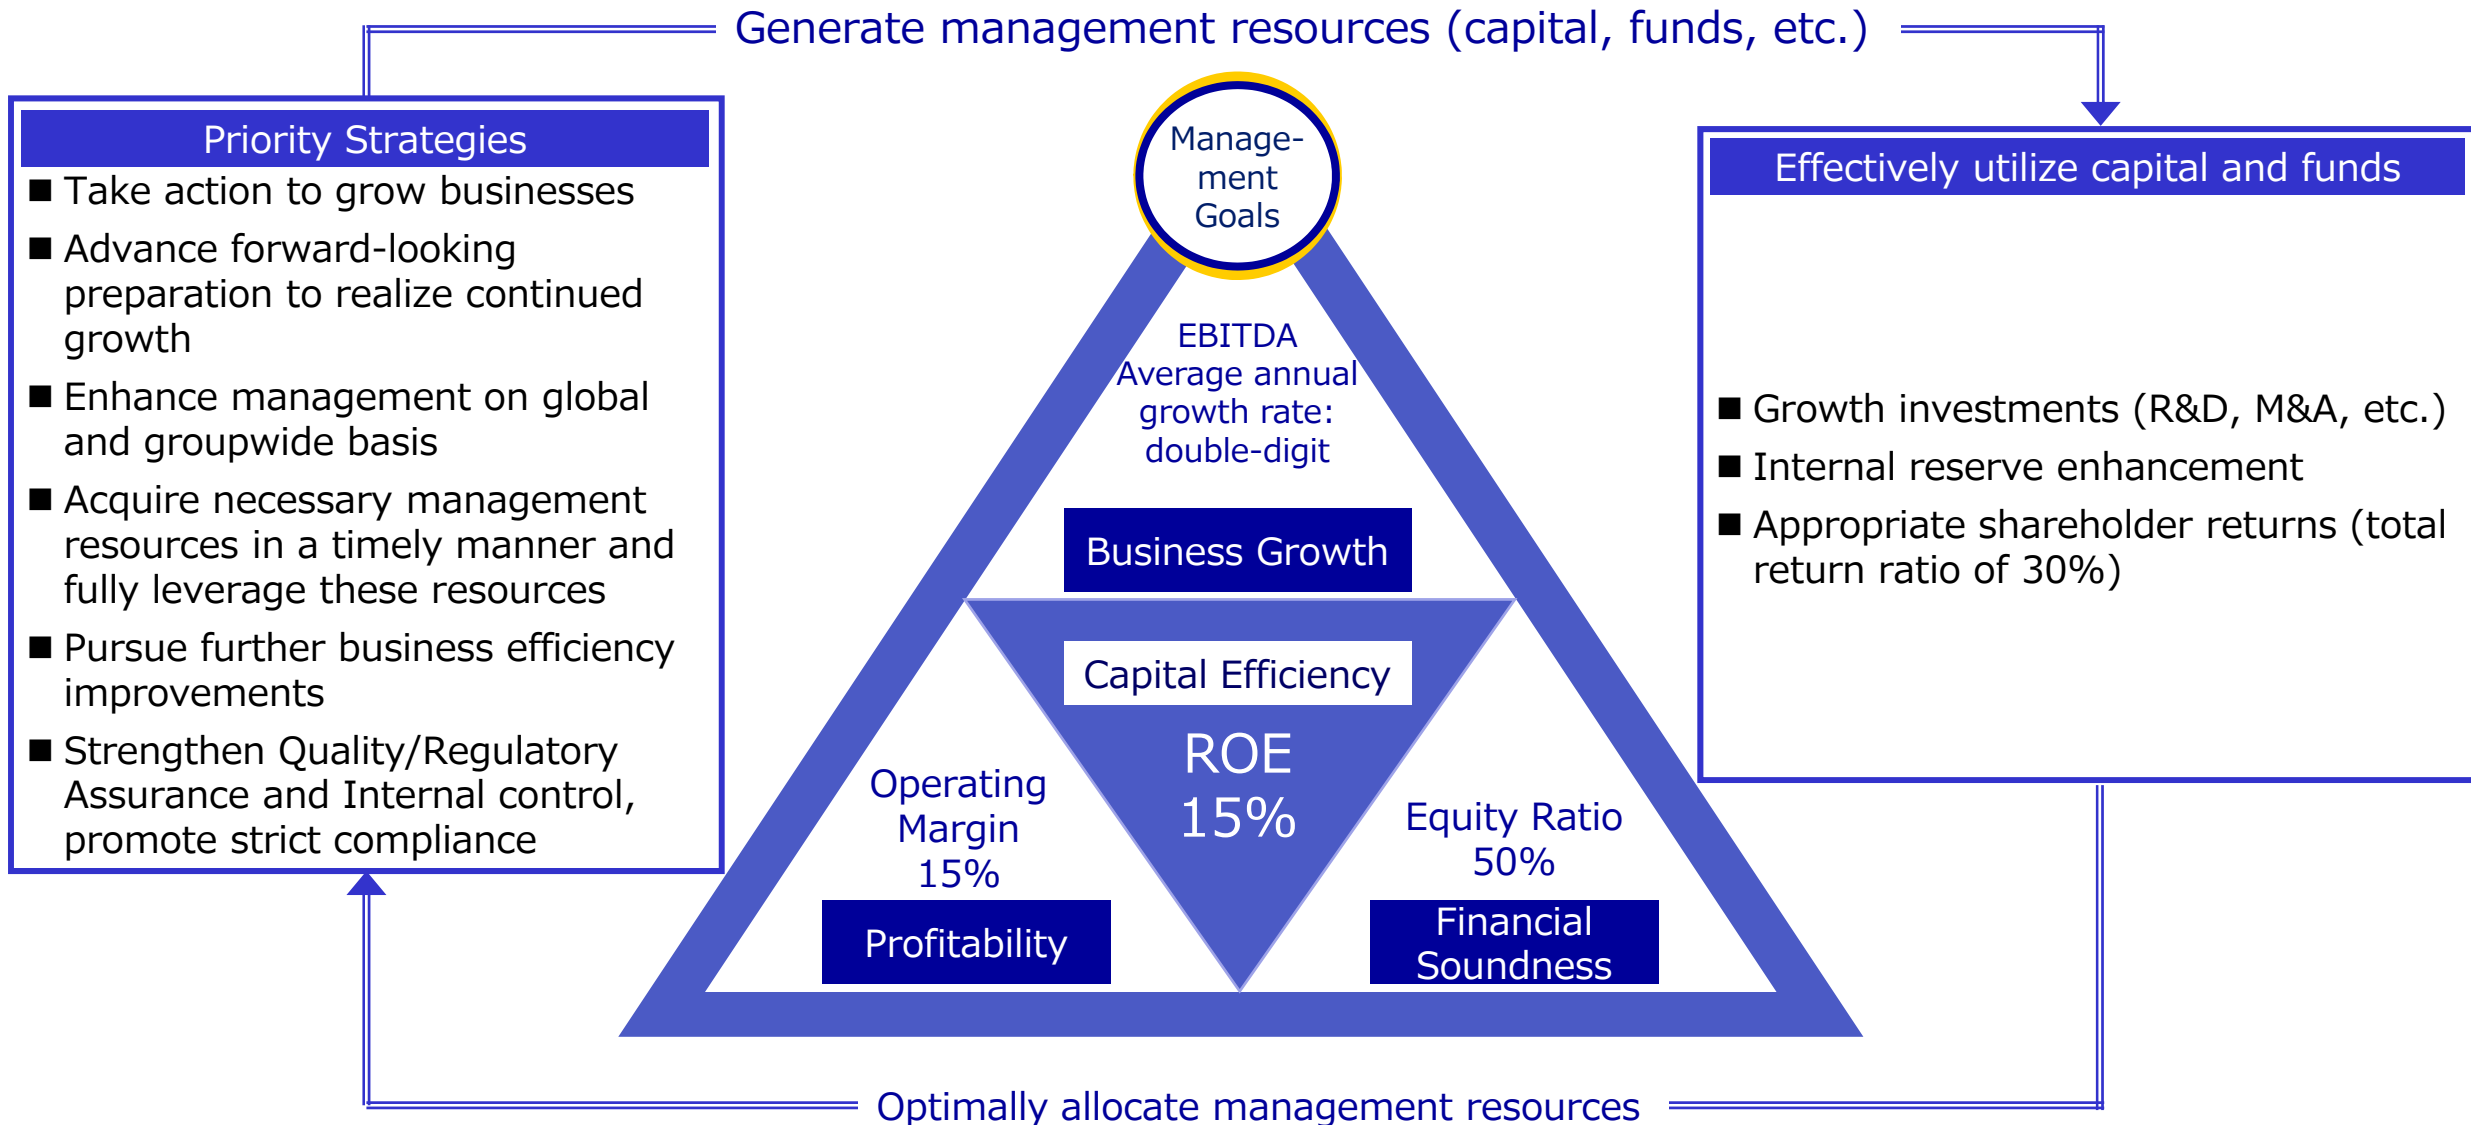 Generate management resources (capital, funds, etc.)
Priority Strategies
■ Take action to grow businesses
■ Advance forward-looking
preparation to realize continued
growth
■ Enhance management on global
and groupwide basis
■ Acquire necessary management
resources in a timely manner and
fully leverage these resources
■ Pursue further business efficiency
improvements
■ Strengthen Quality/Regulatory
Assurance and Internal control,
promote strict compliance
Manage-
ment
Goals
EBITDA
Average annual
growth rate:
double-digit
Business Growth
Capital Efficiency
ROE
15%
Operating
Margin
15%
Profitability
Equity Ratio
50%
Financial
Soundness
Effectively utilize capital and funds
■ Growth investments (R&D, M&A, etc.)
■ Internal reserve enhancement
■ Appropriate shareholder returns (total
return ratio of 30%)
Optimally allocate management resources